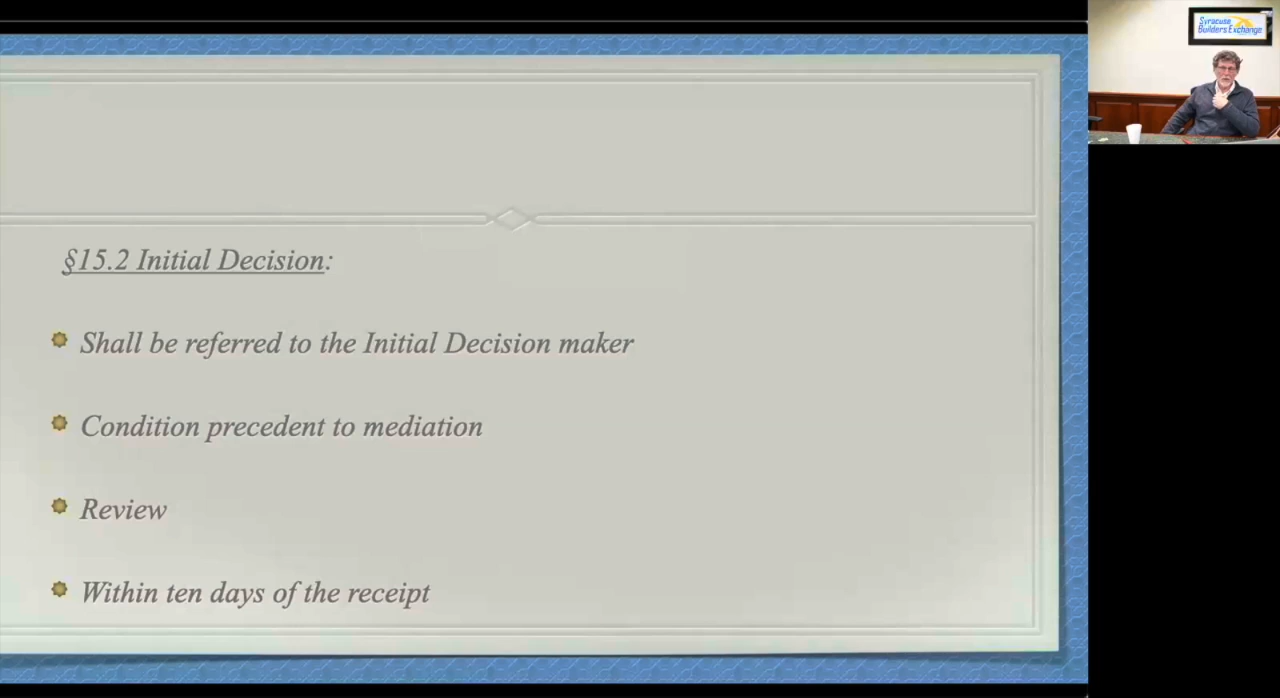 Syracuse
Builders Exchange
§15.2 Initial Decision:
Shall be referred to the Initial Decision maker
Condition precedent to mediation
Review
Within ten days of the receipt